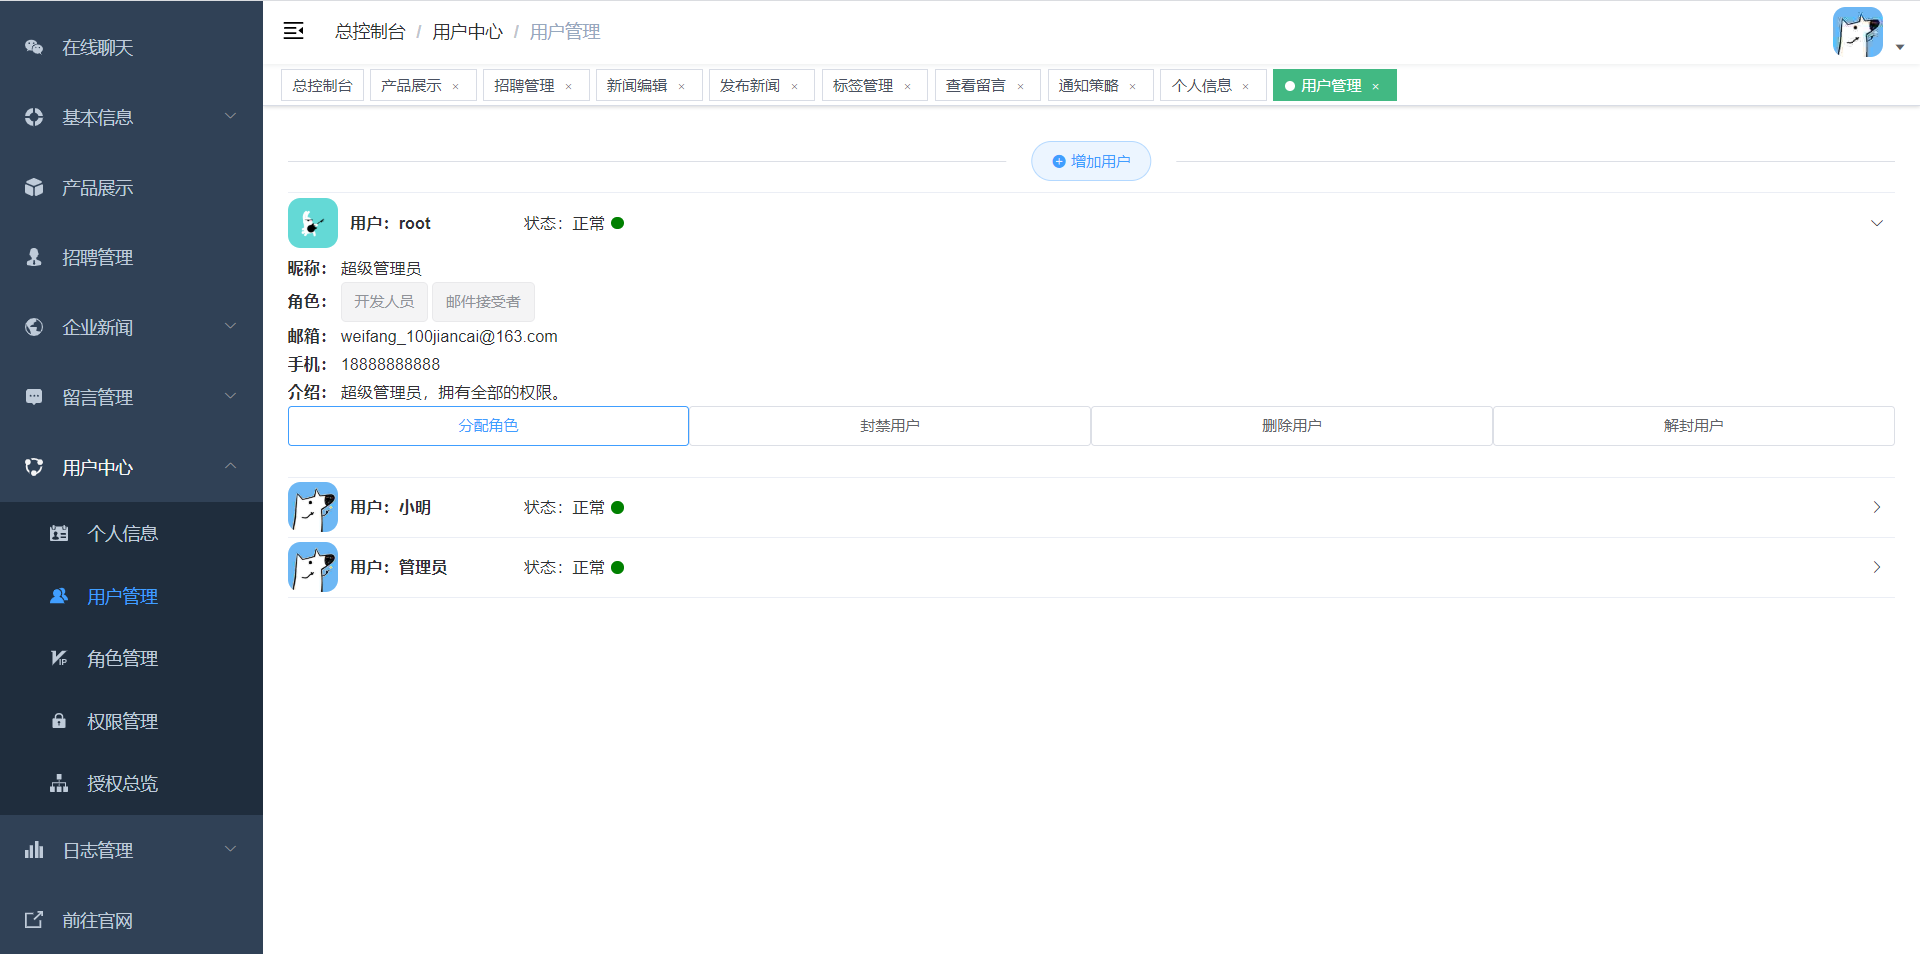 在线聊天
基本信息
产品展示
招聘管理
企业新闻
留言管理
用户中心
个人信息
用户管理
角色管理
权限管理
授权总览
日志管理
前往官网
总控制台 / 用户中心 / 用户管理
总控制台 产品展示 × 招聘管理 × 新闻编辑 × 发布新闻 × 标签管理 × 查看留言 × 通知策略 × 个人信息 × 用户管理 ×
增加用户
用户：root 状态：正常
昵称： 超级管理员
角色： 开发人员 邮件接受者
邮箱： weifang_100jiancai@163.com
手机： 18888888888
介绍： 超级管理员，拥有全部的权限。
分配角色 封禁用户 删除用户 解封用户
用户：小明 状态：正常
用户：管理员 状态：正常